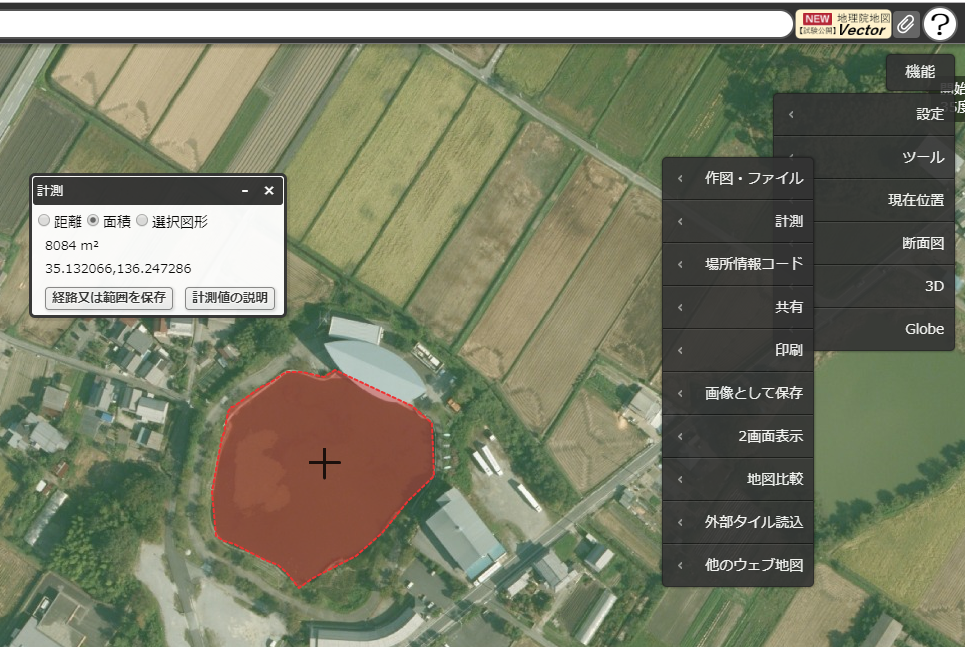 NEW 地理院地図
【試験公開】Vector
?
機能
開始
35度
設定
ツール
現在位置
断面図
3D
Globe
作図・ファイル
計測
場所情報コード
共有
印刷
画像として保存
2画面表示
地図比較
外部タイル読込
他のウェブ地図
計測
距離 面積 選択図形
8084 m²
35.132066,136.247286
経路又は範囲を保存 計測値の説明